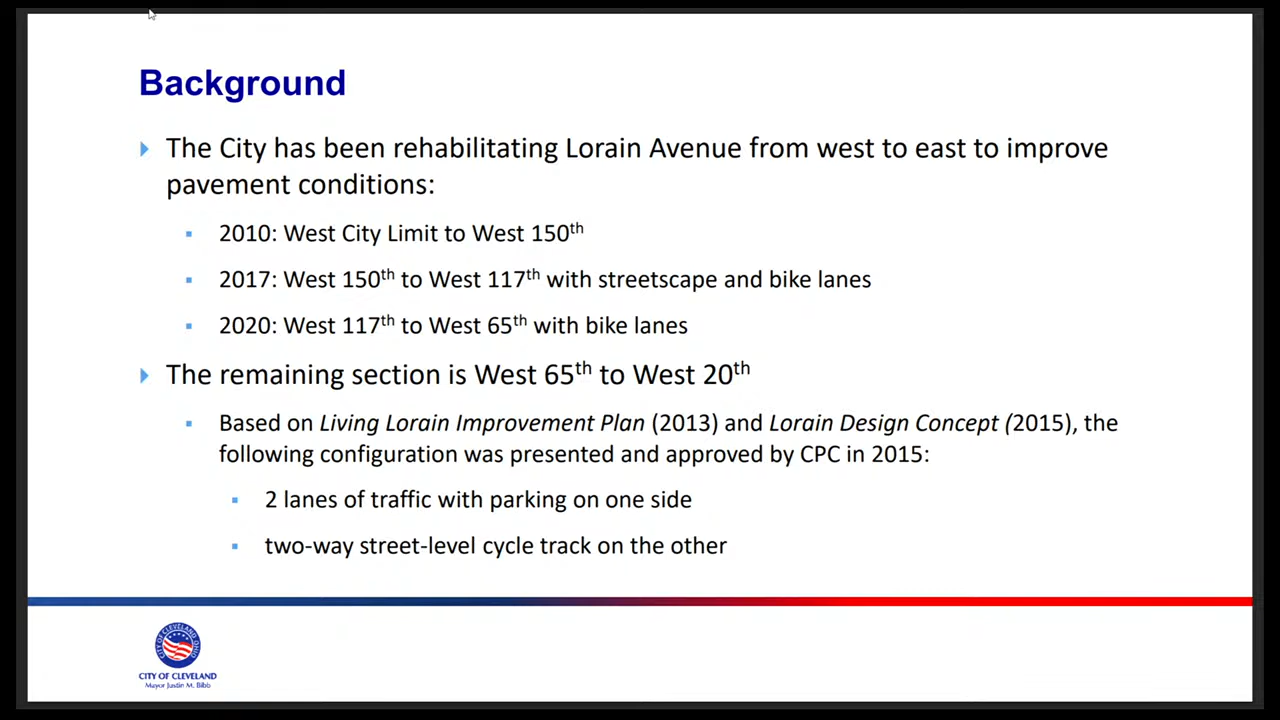 Background
The City has been rehabilitating Lorain Avenue from west to east to improve
pavement conditions:
2010: West City Limit to West 150th
2017: West 150th to West 117th with streetscape and bike lanes
2020: West 117th to West 65th with bike lanes
The remaining section is West 65th to West 20th
Based on Living Lorain Improvement Plan (2013) and Lorain Design Concept (2015), the
following configuration was presented and approved by CPC in 2015:
2 lanes of traffic with parking on one side
two-way street-level cycle track on the other
CITY OF CLEVELAND, OHIO
CITY OF CLEVELAND
Mayor Justin M. Bibb